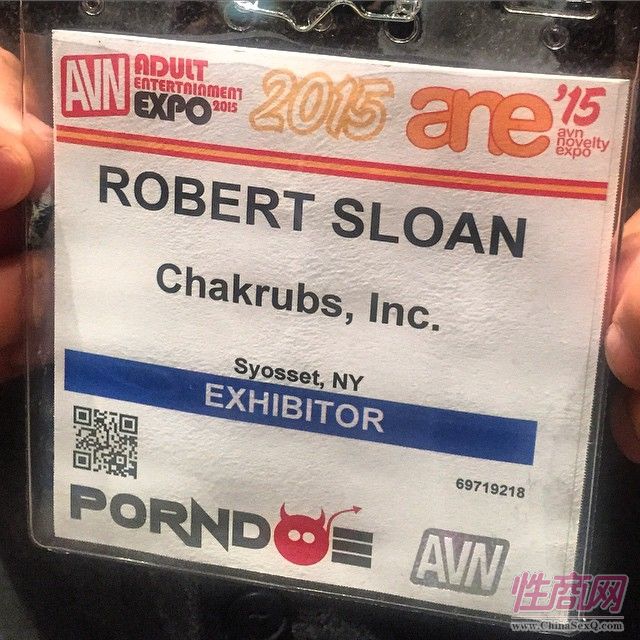 AVN ADULT ENTERTAINMENT EXPO 2015
2015
ane '15
avn novelty expo
ROBERT SLOAN
Chakrubs, Inc.
Syosset, NY
EXHIBITOR
69719218
PORNDOE
AVN
性商网
www.ChinaSexQ.com